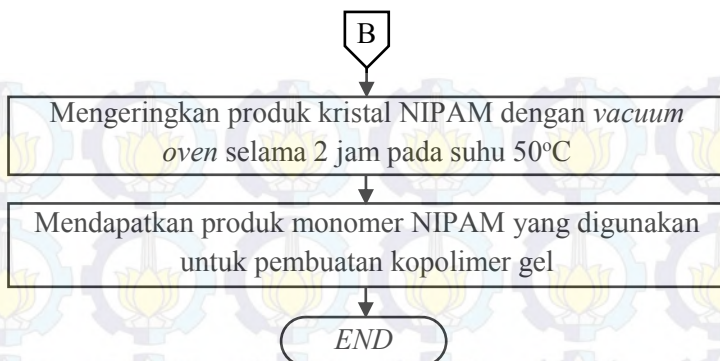 B
Mengeringkan produk kristal NIPAM dengan vacuum
oven selama 2 jam pada suhu 50°C
Mendapatkan produk monomer NIPAM yang digunakan
untuk pembuatan kopolimer gel
END